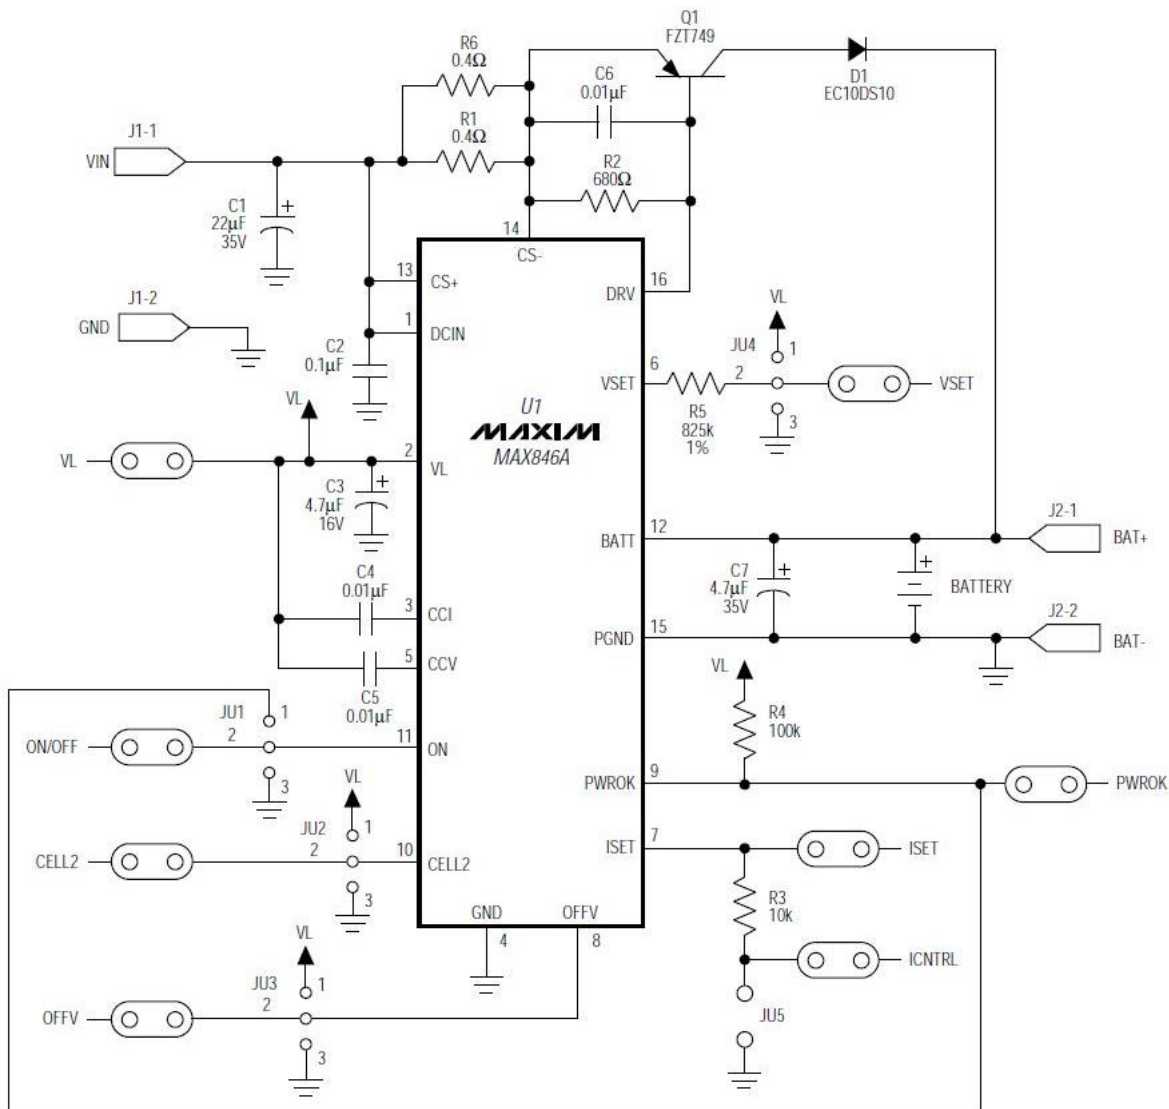 Q1
FZT749
R6
0.4Ω
C6
0.01µF
D1
EC10DS10
J1-1
VIN
R1
0.4Ω
R2
680Ω
C1
22µF
35V
+
14
CS-
13
CS+
16
DRV
J1-2
GND
1
DCIN
VL
C2
0.1µF
JU4
1
2
3
6
VSET
VSET
R5
825k
1%
U1
MAXIM
MAX846A
VL
VL
2
VL
C3
4.7µF
16V
+
12
BATT
J2-1
BAT+
C7
4.7µF
35V
+
+
BATTERY
C4
0.01µF
3
CCI
15
PGND
J2-2
BAT-
5
CCV
C5
0.01µF
VL
R4
100k
JU1
1
2
3
ON/OFF
11
ON
9
PWROK
PWROK
VL
JU2
1
2
3
CELL2
10
CELL2
7
ISET
ISET
R3
10k
GND
4
OFFV
8
ICNTRL
VL
JU3
1
2
3
OFFV
JU5